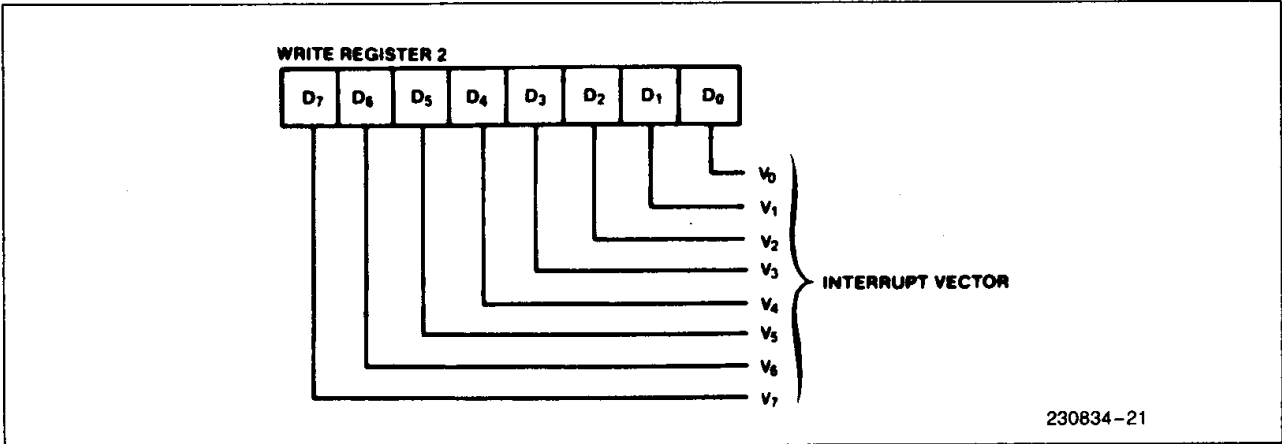 WRITE REGISTER 2
D₇ D₆ D₅ D₄ D₃ D₂ D₁ D₀
V₀
V₁
V₂
V₃
INTERRUPT VECTOR
V₄
V₅
V₆
V₇
230834-21